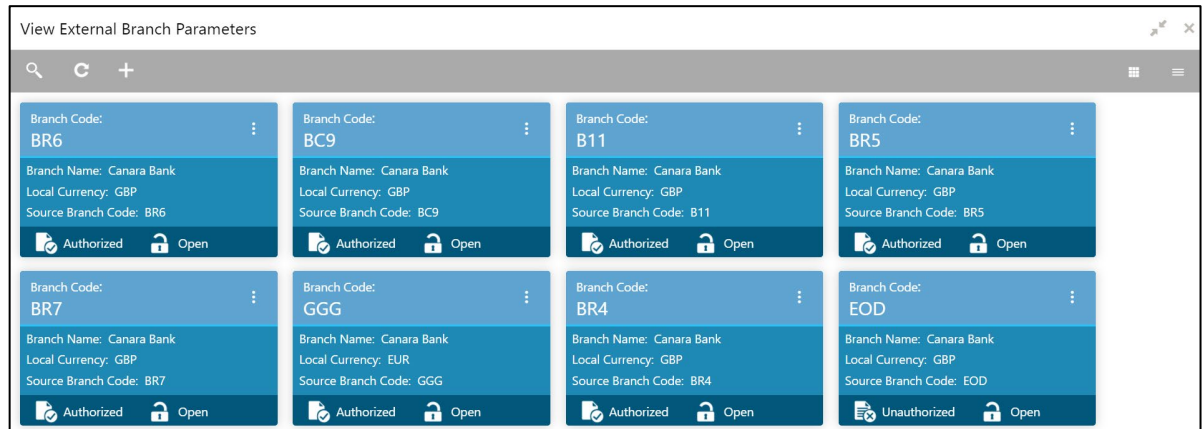 View External Branch Parameters
Branch Code:
BR6
Branch Name: Canara Bank
Local Currency: GBP
Source Branch Code: BR6
Authorized Open
Branch Code:
BC9
Branch Name: Canara Bank
Local Currency: GBP
Source Branch Code: BC9
Authorized Open
Branch Code:
B11
Branch Name: Canara Bank
Local Currency: GBP
Source Branch Code: B11
Authorized Open
Branch Code:
BR5
Branch Name: Canara Bank
Local Currency: GBP
Source Branch Code: BR5
Authorized Open
Branch Code:
BR7
Branch Name: Canara Bank
Local Currency: GBP
Source Branch Code: BR7
Authorized Open
Branch Code:
GGG
Branch Name: Canara Bank
Local Currency: EUR
Source Branch Code: GGG
Authorized Open
Branch Code:
BR4
Branch Name: Canara Bank
Local Currency: GBP
Source Branch Code: BR4
Authorized Open
Branch Code:
EOD
Branch Name: Canara Bank
Local Currency: GBP
Source Branch Code: EOD
Unauthorized Open